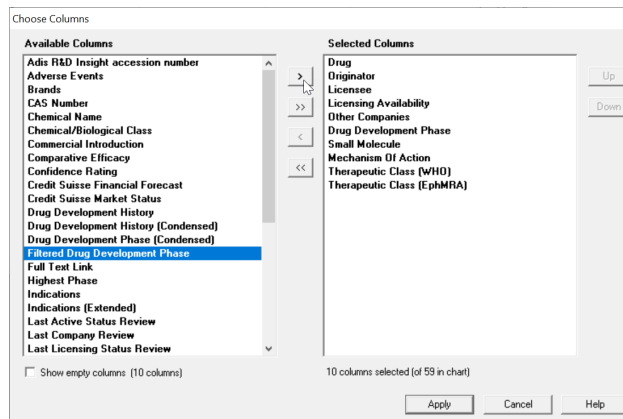 Choose Columns
Available Columns
Adis R&D Insight accession number
Adverse Events
Brands
CAS Number
Chemical Name
Chemical/Biological Class
Commercial Introduction
Comparative Efficacy
Confidence Rating
Credit Suisse Financial Forecast
Credit Suisse Market Status
Drug Development History
Drug Development History (Condensed)
Drug Development Phase (Condensed)
Filtered Drug Development Phase
Full Text Link
Highest Phase
Indications
Indications (Extended)
Last Active Status Review
Last Company Review
Last Licensing Status Review
Show empty columns (10 columns)
>
>>
<
<<
Selected Columns
Drug
Originator
Licensee
Licensing Availability
Other Companies
Drug Development Phase
Small Molecule
Mechanism Of Action
Therapeutic Class (WHO)
Therapeutic Class (EphMRA)
10 columns selected (of 59 in chart)
Up
Down
Apply
Cancel
Help